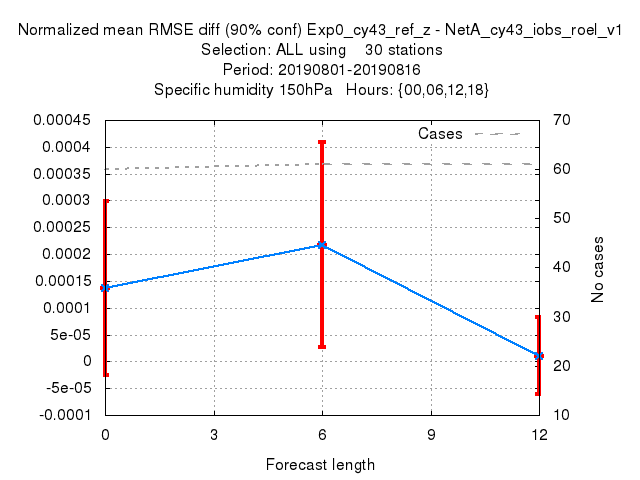 Normalized mean RMSE diff (90% conf) Exp0_cy43_ref_z - NetA_cy43_iobs_roel_v1
Selection: ALL using    30 stations
Period: 20190801-20190816
Specific humidity 150hPa   Hours: {00,06,12,18}
0.00045
0.0004
0.00035
0.0003
0.00025
0.0002
0.00015
0.0001
5e-05
0
-5e-05
-0.0001
Cases
70
60
50
40
30
20
10
No cases
0 3 6 9 12
Forecast length